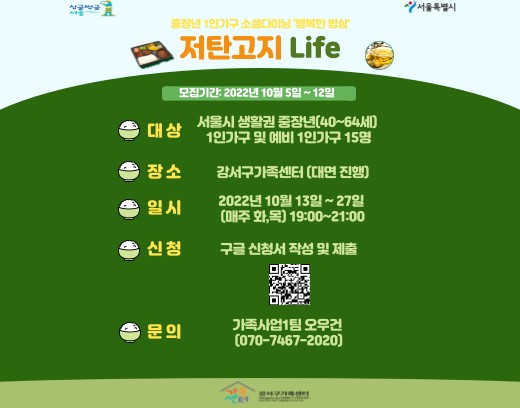 서울특별시
중장년 1인가구 소셜다이닝 '행복한 밥상'
저탄고지 Life
모집기간: 2022년 10월 5일 ~ 12일
대상
서울시 생활권 중장년(40~64세)
1인가구 및 예비 1인가구 15명
장소
강서구가족센터 (대면 진행)
일시
2022년 10월 13일 ~ 27일
(매주 화,목) 19:00~21:00
신청
구글 신청서 작성 및 제출
문의
가족사업1팀 오우건
(070-7467-2020)
가족센터
강서구가족센터